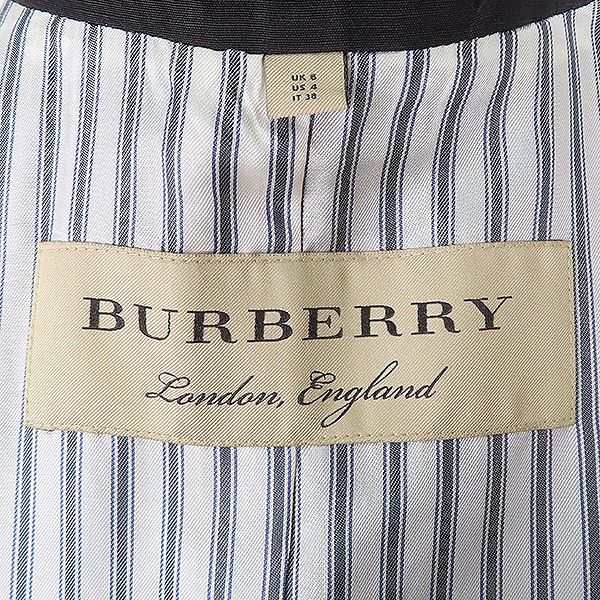 UK 6
US 4
IT 38
BURBERRY
London, England